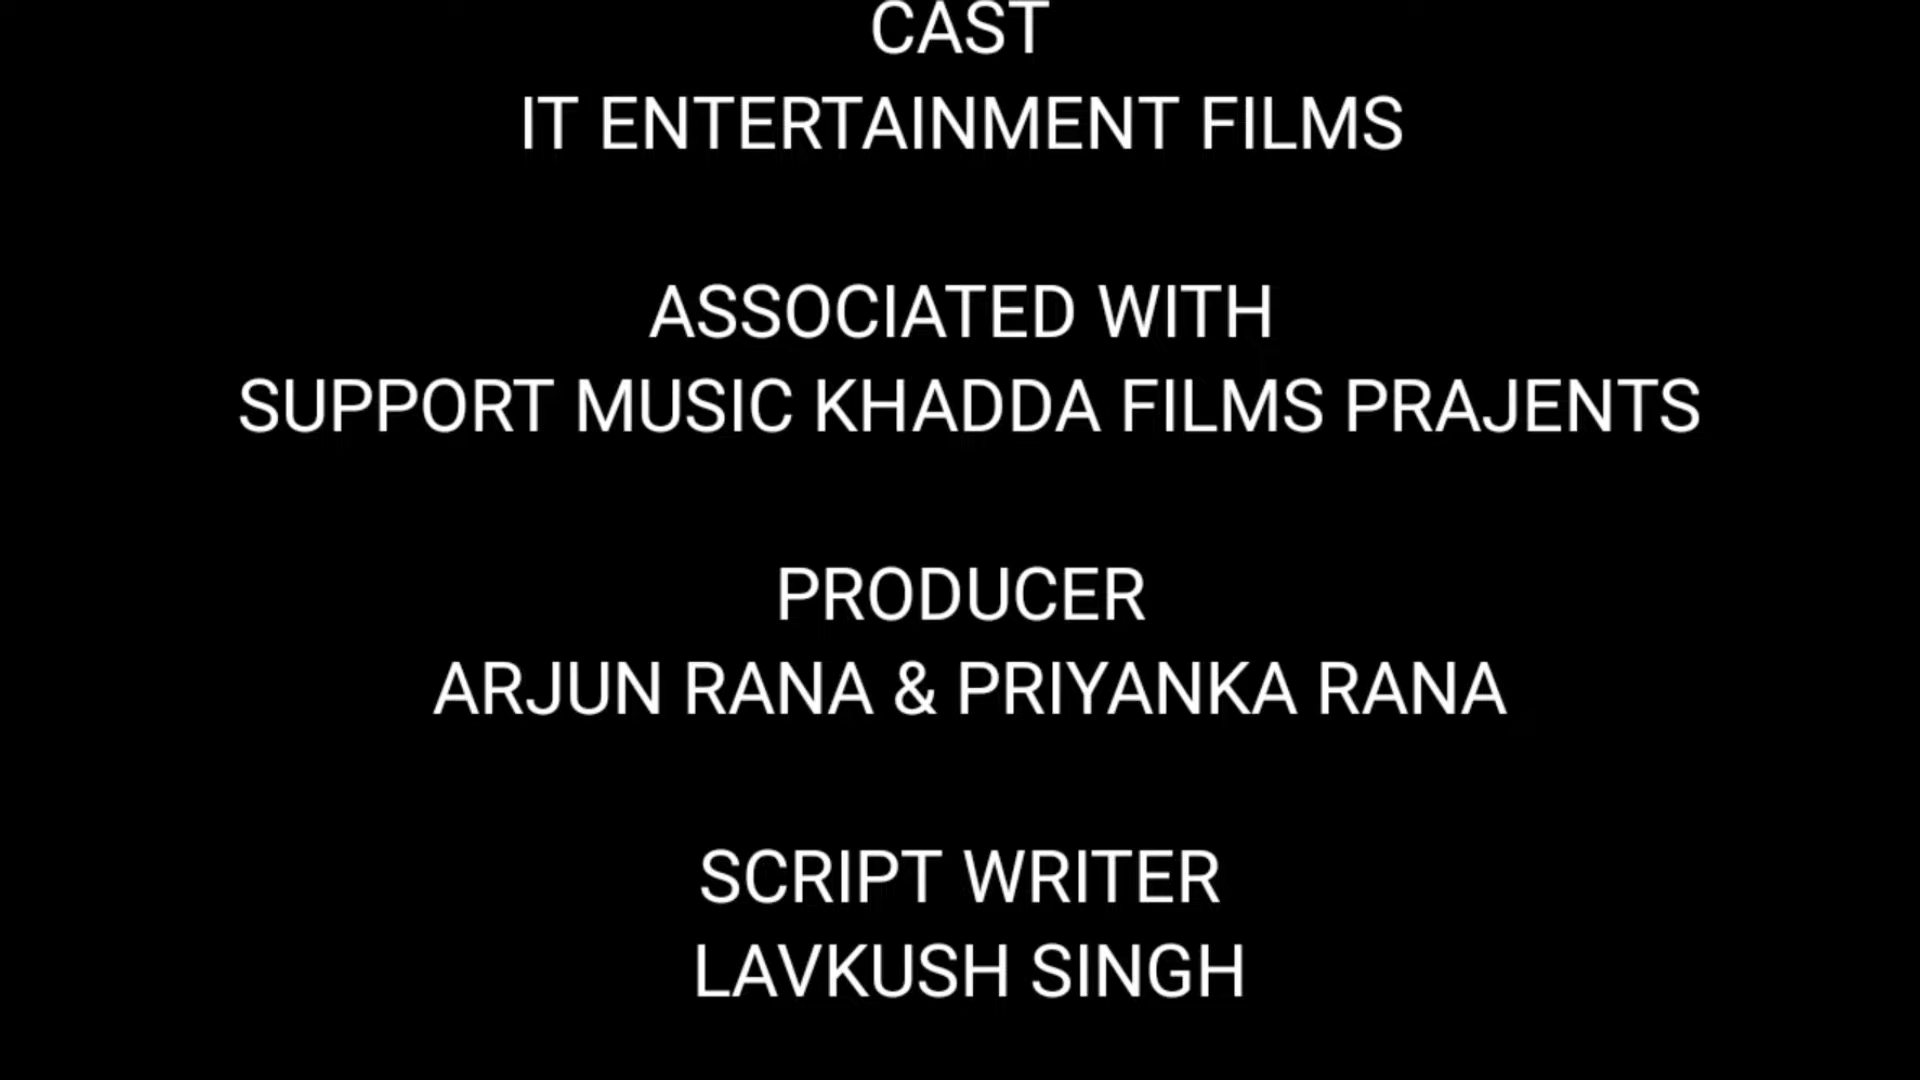 CAST
IT ENTERTAINMENT FILMS
ASSOCIATED WITH
SUPPORT MUSIC KHADDA FILMS PRAJENTS
PRODUCER
ARJUN RANA & PRIYANKA RANA
SCRIPT WRITER
LAVKUSH SINGH